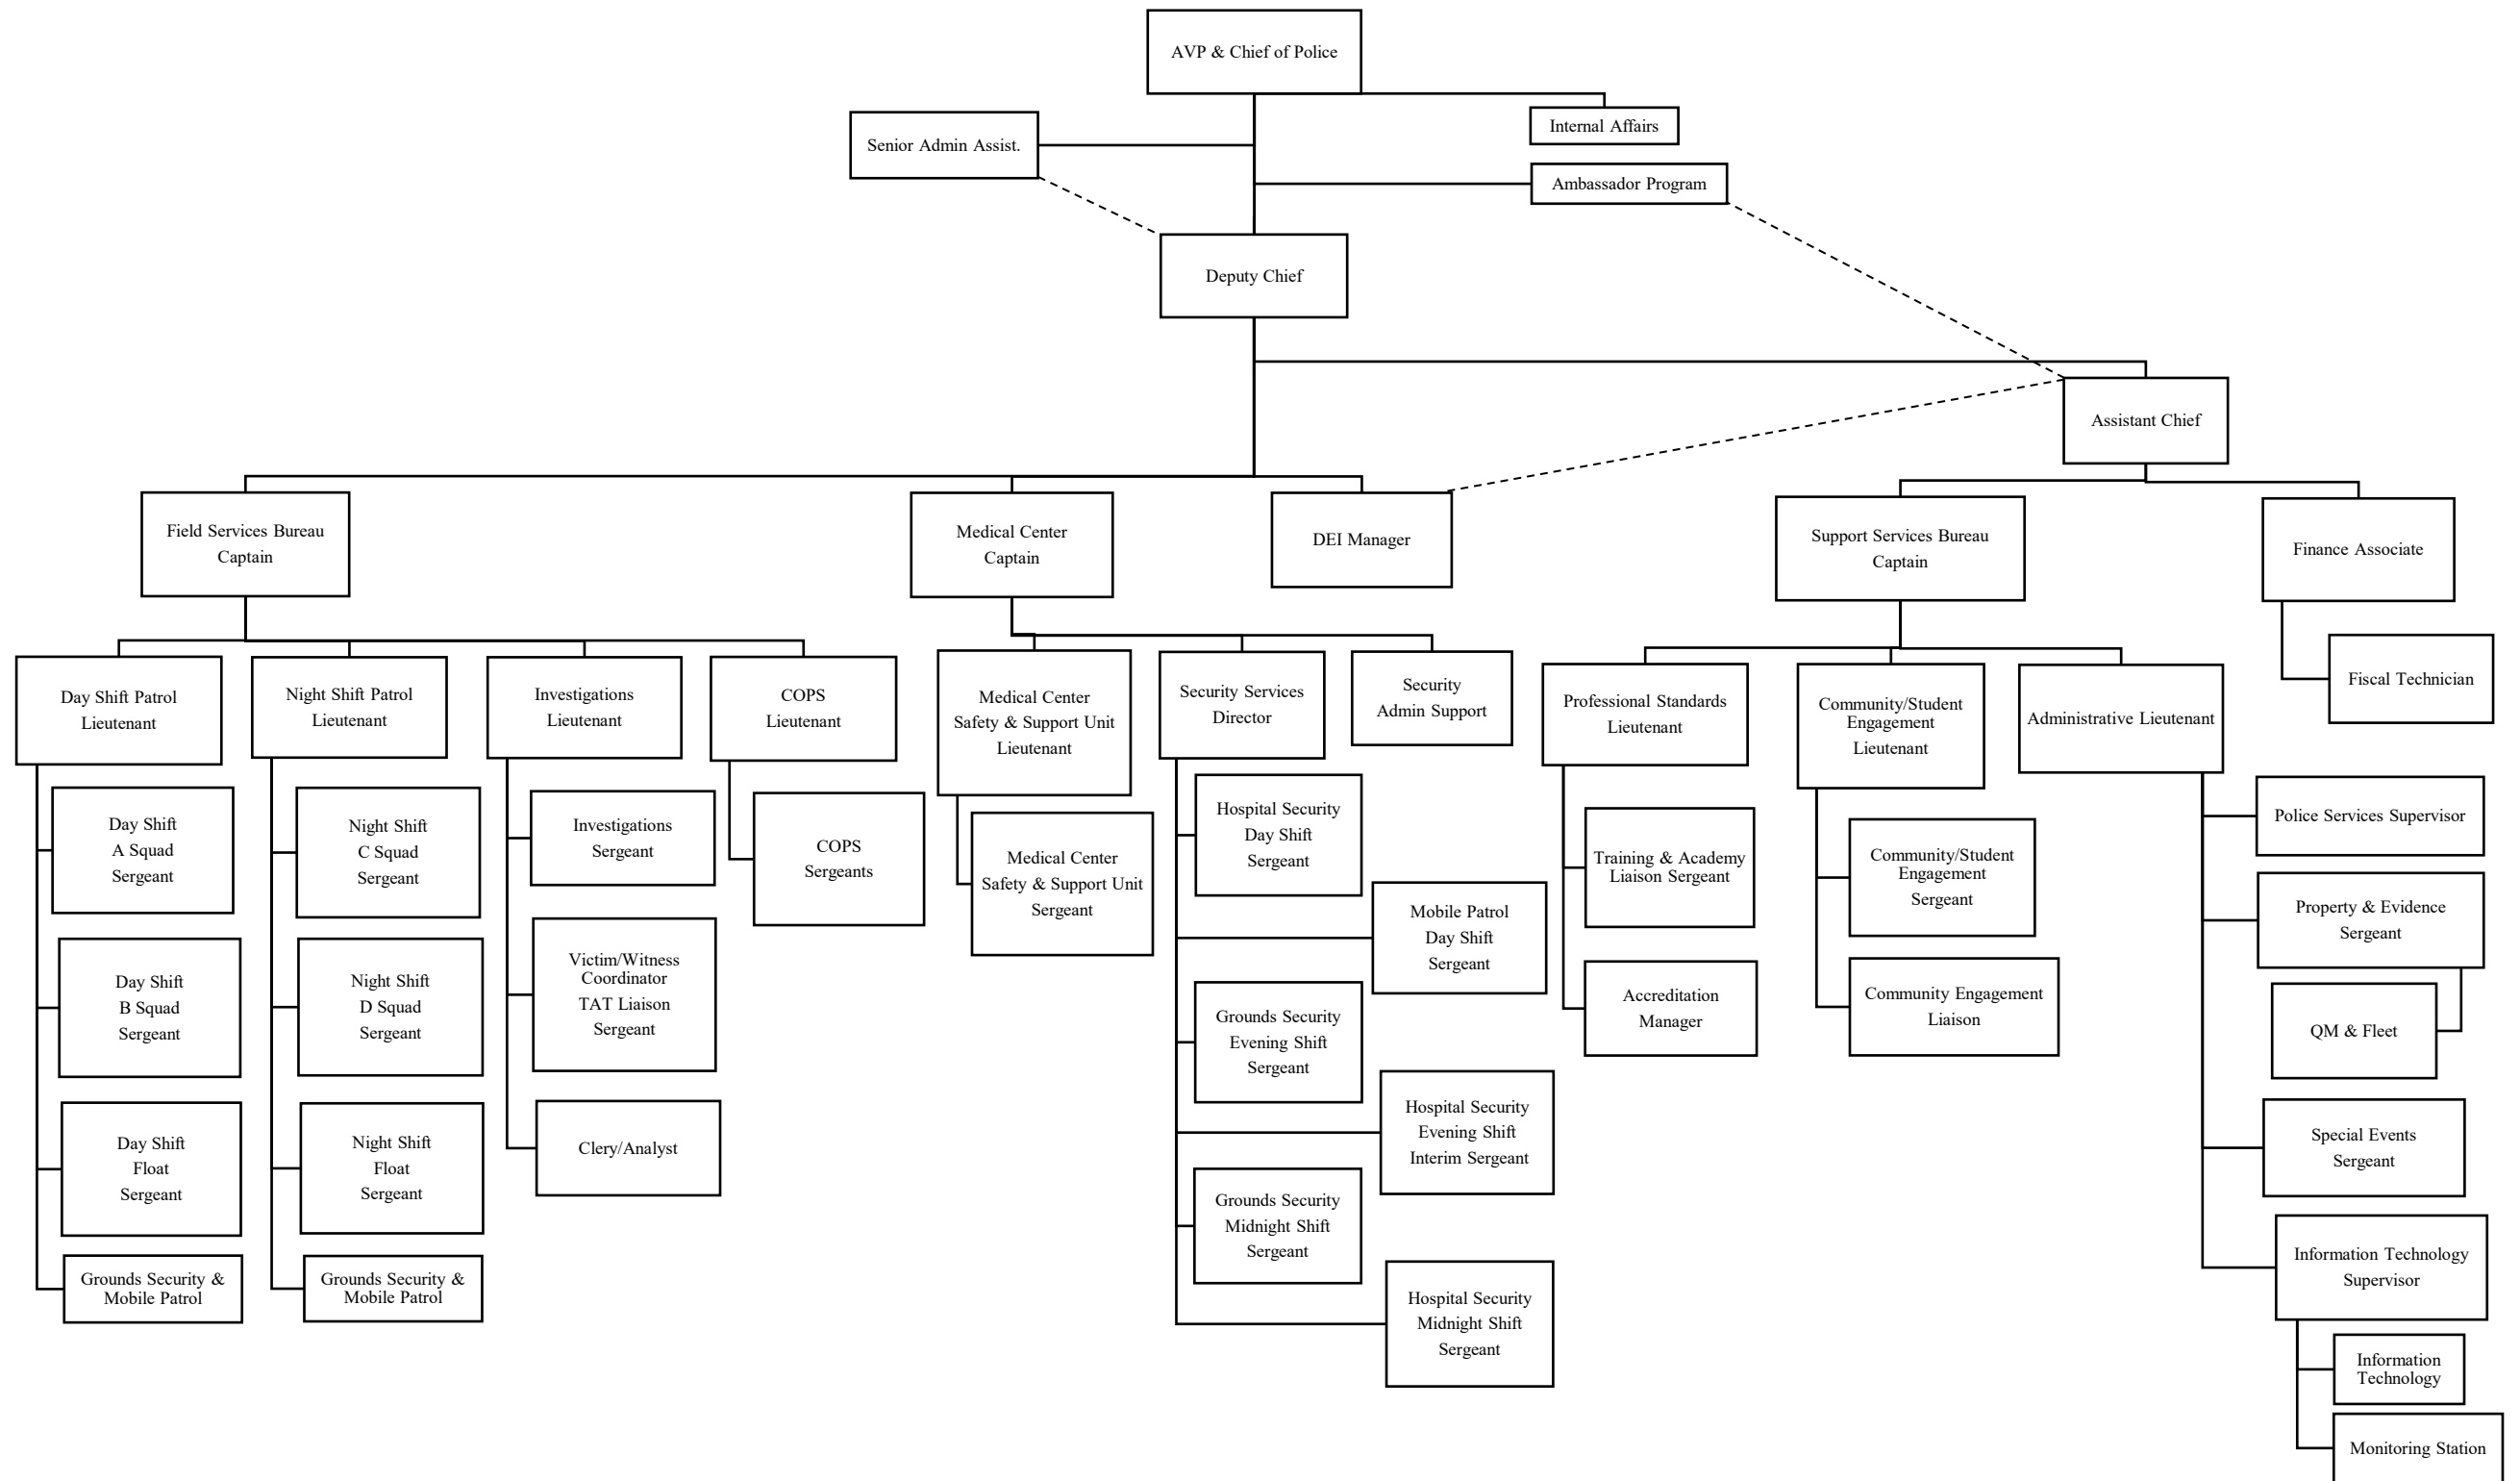 AVP & Chief of Police
Internal Affairs
Senior Admin Assist.
Ambassador Program
Deputy Chief
Assistant Chief
Field Services Bureau
Captain
Medical Center
Captain
DEI Manager
Support Services Bureau
Captain
Finance Associate
Fiscal Technician
Day Shift Patrol
Lieutenant
Night Shift Patrol
Lieutenant
Investigations
Lieutenant
COPS
Lieutenant
Medical Center
Safety & Support Unit
Lieutenant
Security Services
Director
Security
Admin Support
Professional Standards
Lieutenant
Community/Student
Engagement
Lieutenant
Administrative Lieutenant
Day Shift
A Squad
Sergeant
Day Shift
B Squad
Sergeant
Day Shift
Float
Sergeant
Grounds Security &
Mobile Patrol
Night Shift
C Squad
Sergeant
Night Shift
D Squad
Sergeant
Night Shift
Float
Sergeant
Grounds Security &
Mobile Patrol
Investigations
Sergeant
Victim/Witness
Coordinator
TAT Liaison
Sergeant
Clery/Analyst
COPS
Sergeants
Medical Center
Safety & Support Unit
Sergeant
Hospital Security
Day Shift
Sergeant
Mobile Patrol
Day Shift
Sergeant
Grounds Security
Evening Shift
Sergeant
Hospital Security
Evening Shift
Interim Sergeant
Grounds Security
Midnight Shift
Sergeant
Hospital Security
Midnight Shift
Sergeant
Training & Academy
Liaison Sergeant
Accreditation
Manager
Community/Student
Engagement
Sergeant
Community Engagement
Liaison
Police Services Supervisor
Property & Evidence
Sergeant
QM & Fleet
Special Events
Sergeant
Information Technology
Supervisor
Information
Technology
Monitoring Station